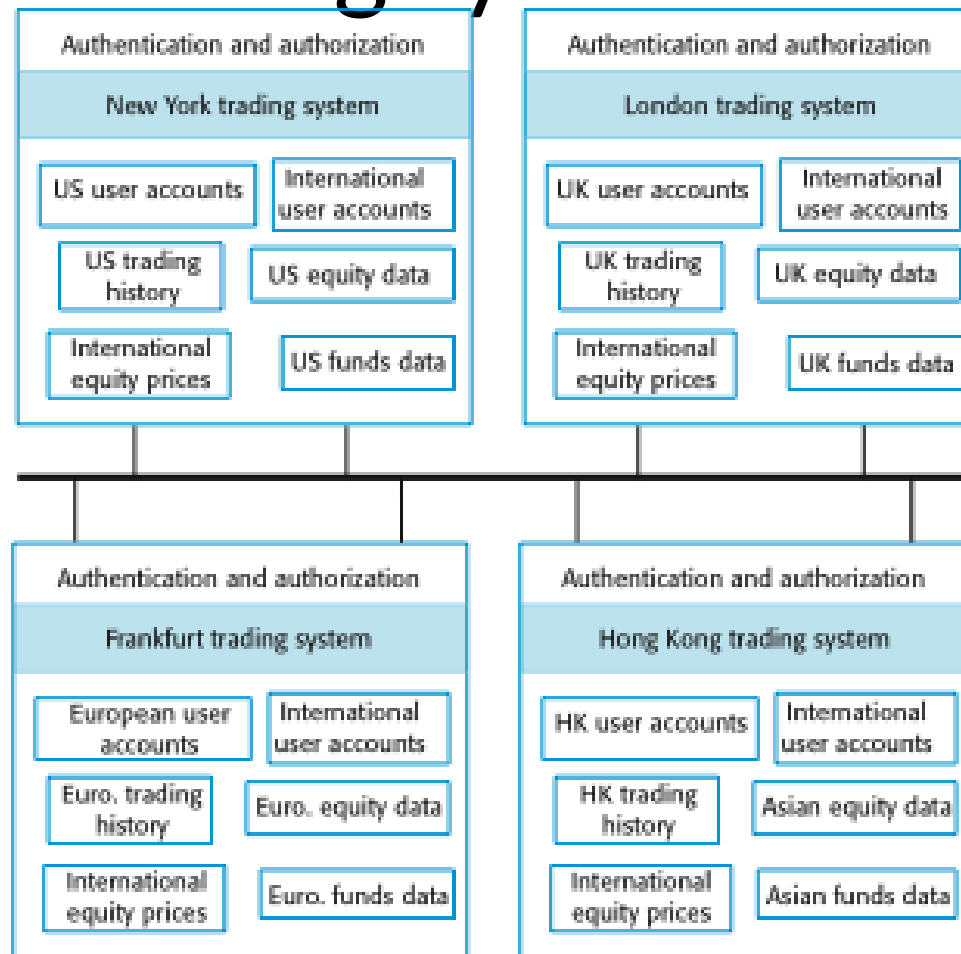 Authentication and authorization
New York trading system
US user accounts
International
user accounts
US trading
history
US equity data
International
equity prices
US funds data
Authentication and authorization
London trading system
UK user accounts
International
user accounts
UK trading
history
UK equity data
International
equity prices
UK funds data
Authentication and authorization
Frankfurt trading system
European user
accounts
International
user accounts
Euro. trading
history
Euro. equity data
International
equity prices
Euro. funds data
Authentication and authorization
Hong Kong trading system
HK user accounts
International
user accounts
HK trading
history
Asian equity data
International
equity prices
Asian funds data